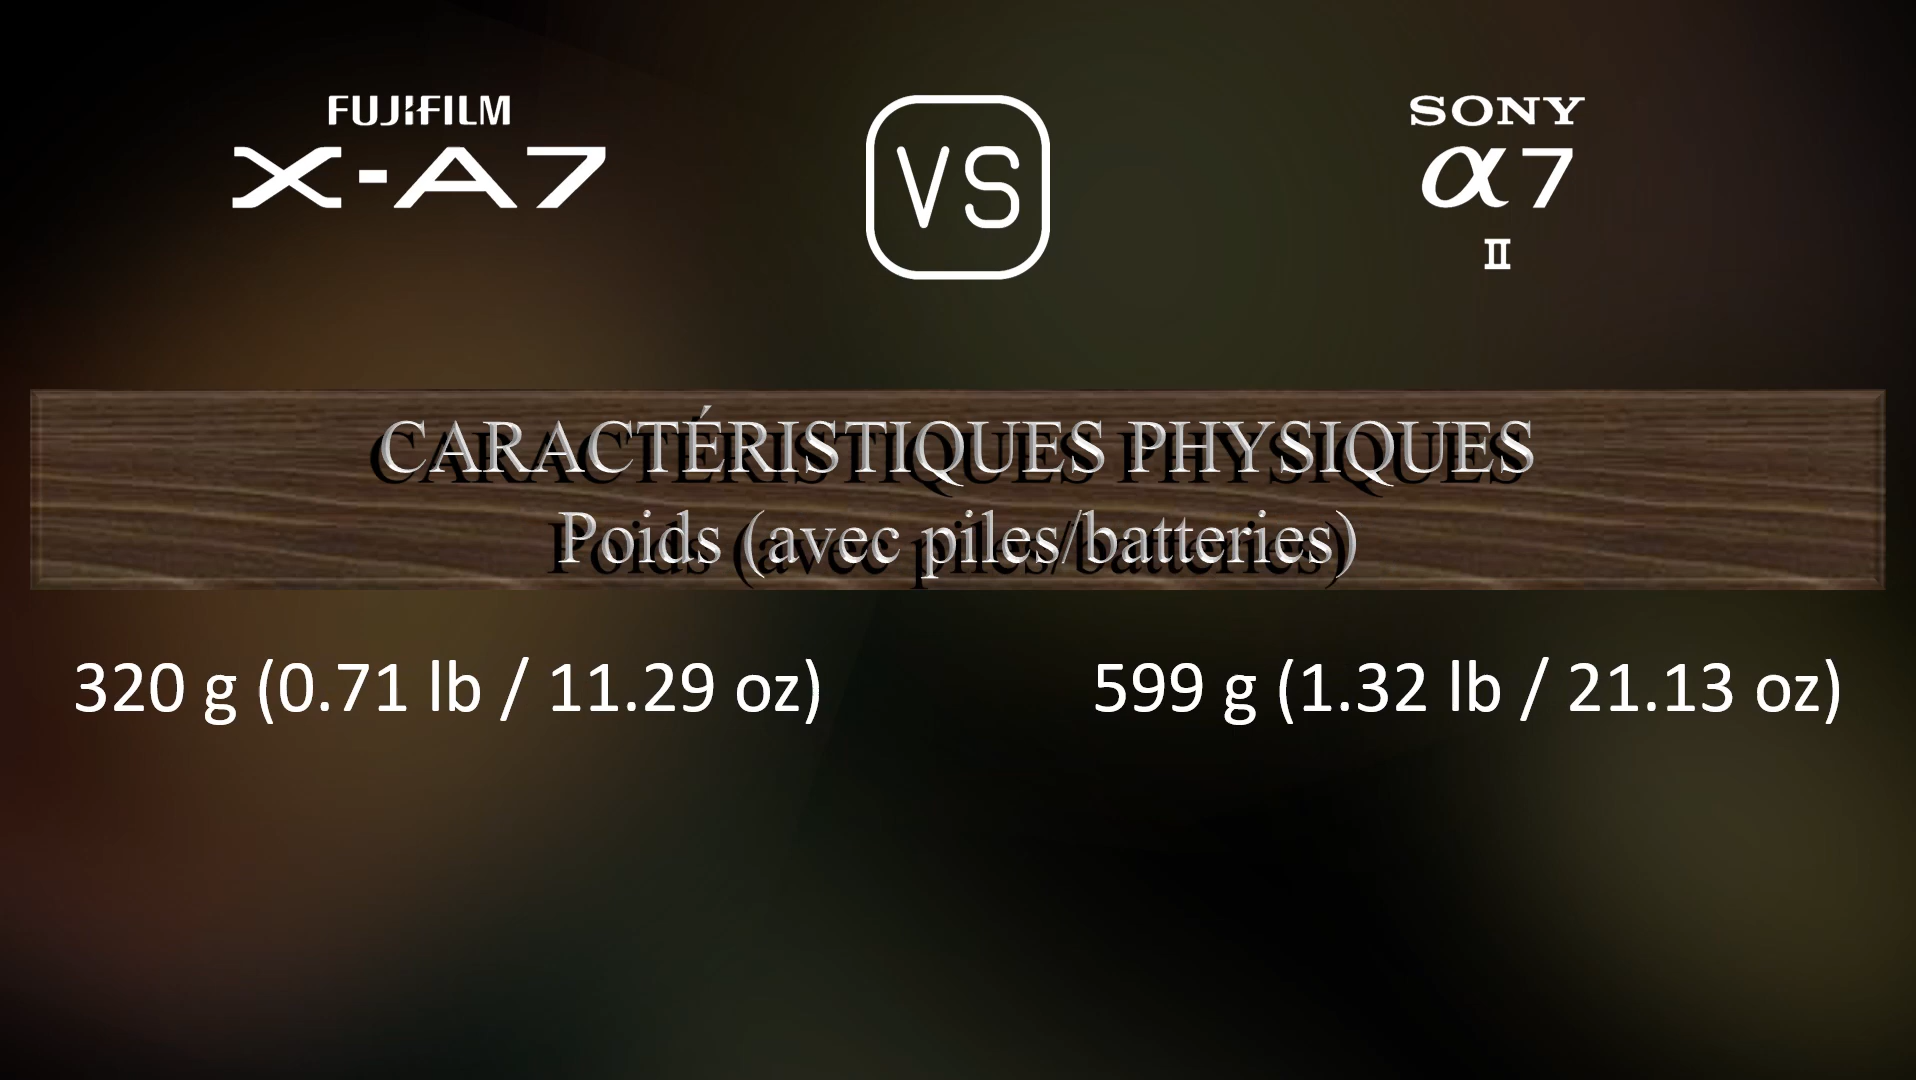 FUJIFILM
X-A7
VS
SONY
α7
II
CARACTÉRISTIQUES PHYSIQUES
Poids (avec piles/batteries)
320 g (0.71 lb / 11.29 oz)
599 g (1.32 lb / 21.13 oz)